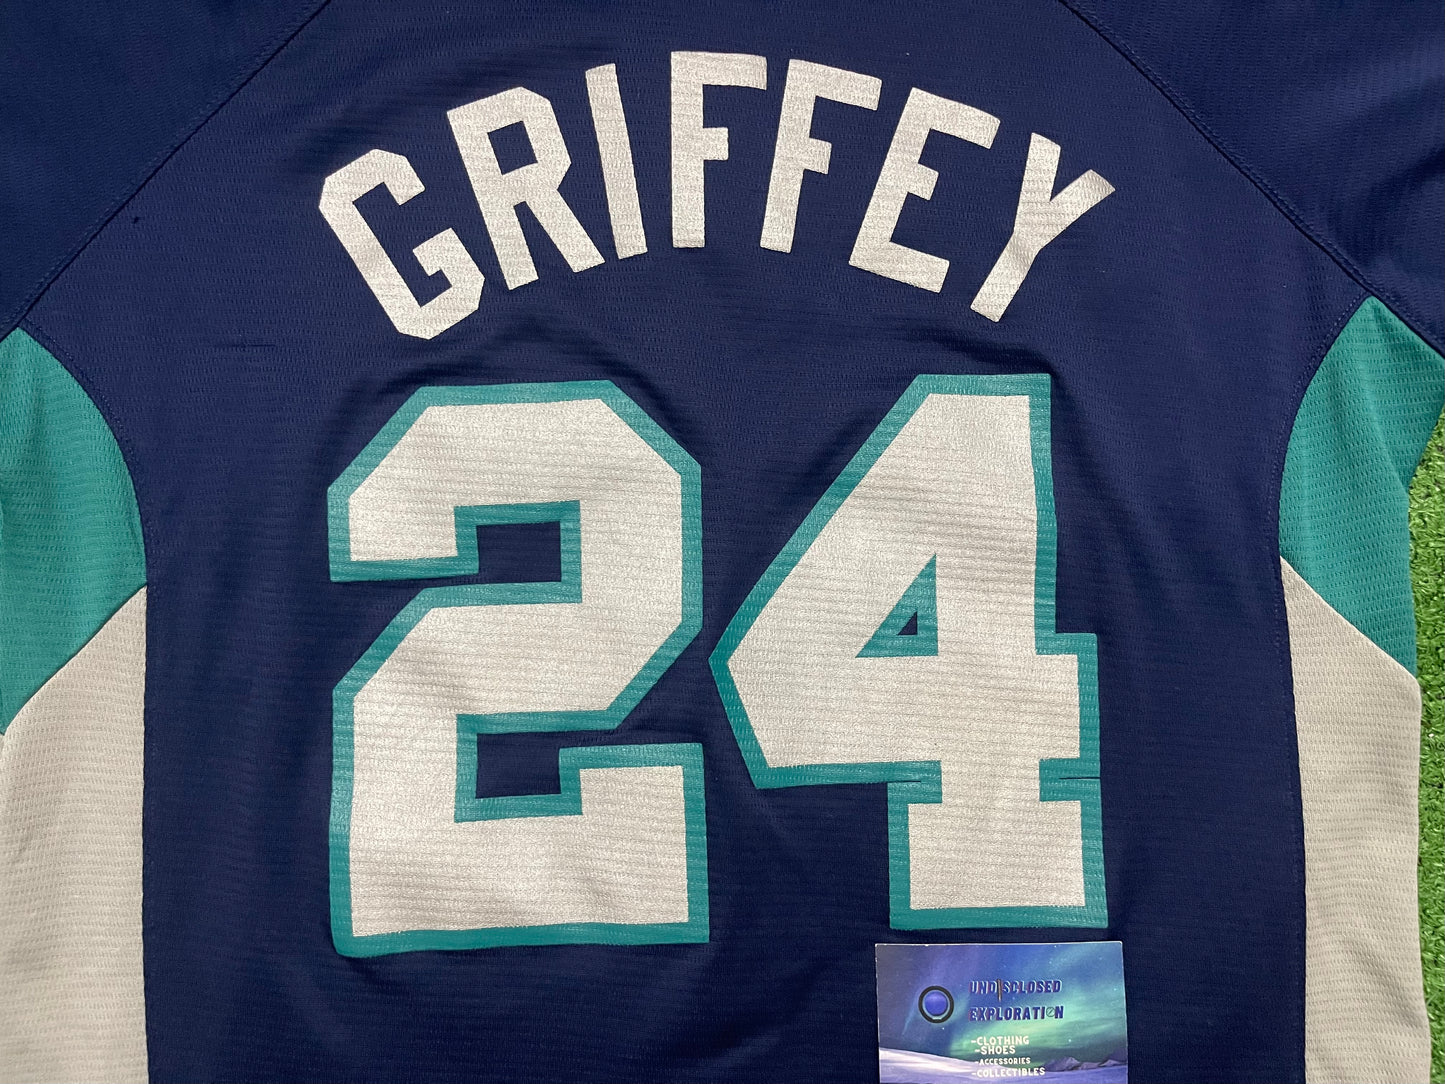 GRIFFEY
24
UNDISCLOSED
EXPLORATION
-CLOTHING
-SHOES
-ACCESSORIES
-COLLECTIBLES